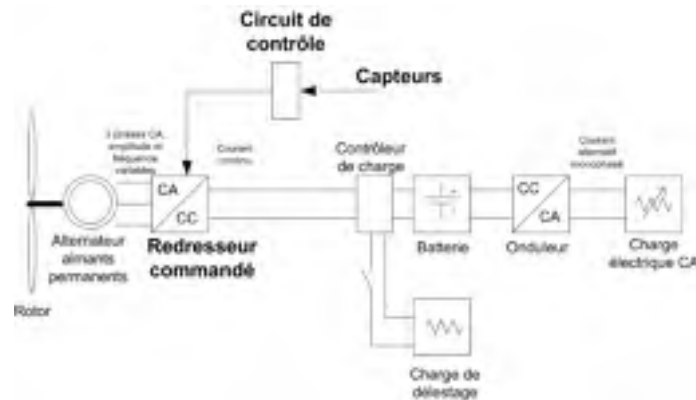 Circuit de
contrôle
Capteurs
3 phases CA,
amplitude et
fréquence
variables
Courant
continu
Contrôleur
de charge
Courant
alternatif
monophasé
CA
CC
CC
CA
Alternateur
aimants
permanents
Redresseur
commandé
Batterie
Onduleur
Charge
électrique CA
Rotor
Charge de
délestage